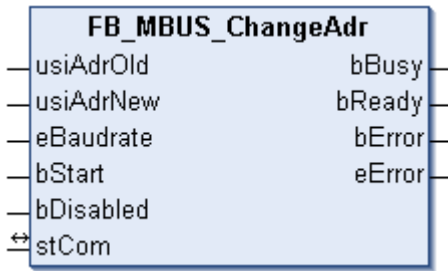 FB_MBUS_ChangeAdr
usiAdrOld bBusy
usiAdrNew bReady
eBaudrate bError
bStart eError
bDisabled
stCom